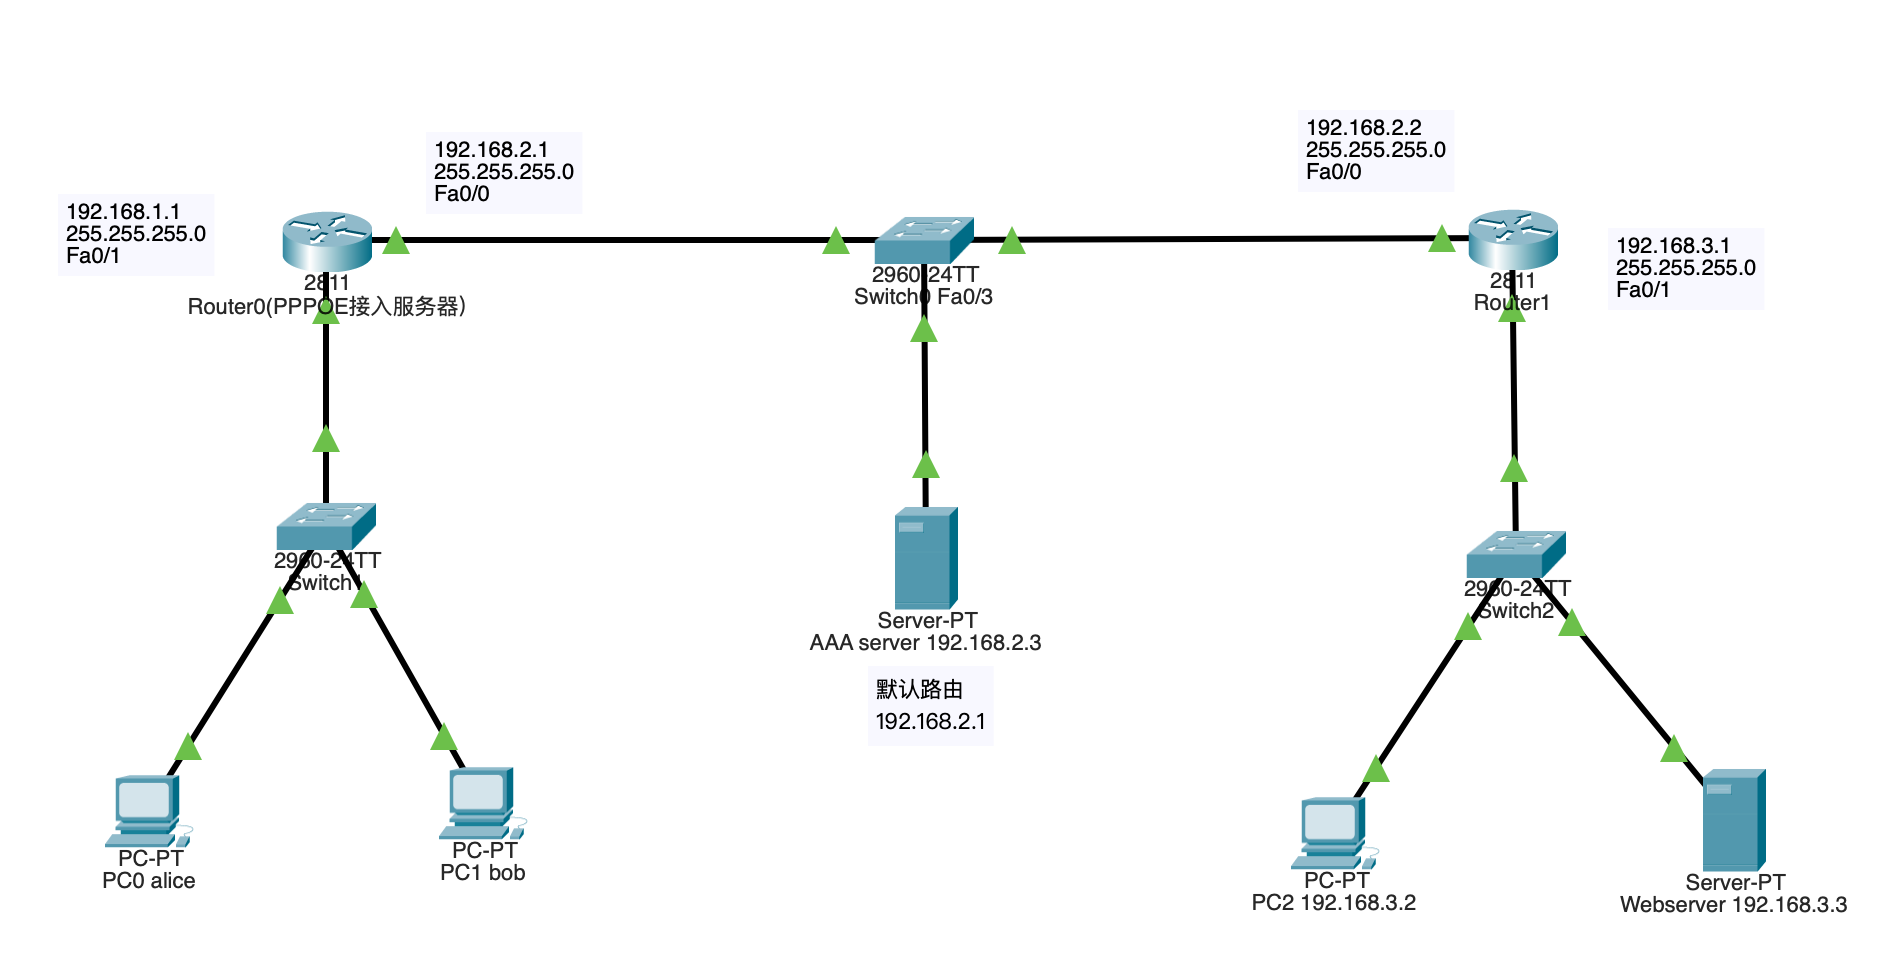 192.168.2.2
255.255.255.0
Fa0/0
192.168.2.1
255.255.255.0
Fa0/0
192.168.1.1
255.255.255.0
Fa0/1
192.168.3.1
255.255.255.0
Fa0/1
2811
Router0(PPPOE接入服务器）
2960-24TT
Switch0 Fa0/3
2811
Router1
2960-24TT
Switch1
2960-24TT
Switch2
Server-PT
AAA server 192.168.2.3
默认路由
192.168.2.1
PC-PT
PC0 alice
PC-PT
PC1 bob
PC-PT
PC2 192.168.3.2
Server-PT
Webserver 192.168.3.3